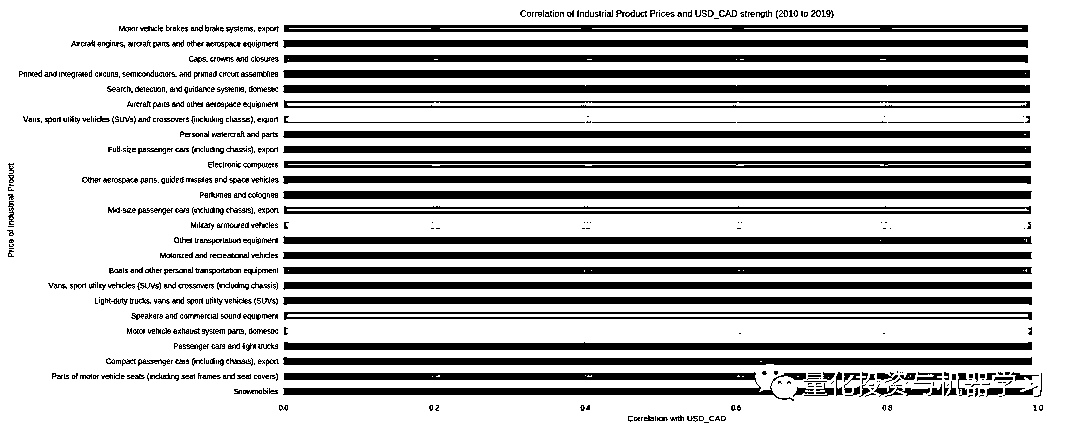 Correlation of Industrial Product Prices and USD_CAD strength (2010 to 2019)
Price of Industrial Product
Motor vehicle brakes and brake systems, export
Aircraft engines, aircraft parts and other aerospace equipment
Caps, crowns and closures
Printed and integrated circuits, semiconductors, and printed circuit assemblies
Search, detection, and guidance systems, domestic
Aircraft parts and other aerospace equipment
Vans, sport utility vehicles (SUVs) and crossovers (including chassis), export
Personal watercraft and parts
Full-size passenger cars (including chassis), export
Electronic computers
Other aerospace parts, guided missiles and space vehicles
Perfumes and colognes
Mid-size passenger cars (including chassis), export
Military armoured vehicles
Other transportation equipment
Motorized and recreational vehicles
Boats and other personal transportation equipment
Vans, sport utility vehicles (SUVs) and crossovers (including chassis)
Light-duty trucks, vans and sport utility vehicles (SUVs)
Speakers and commercial sound equipment
Motor vehicle exhaust system parts, domestic
Passenger cars and light trucks
Compact passenger cars (including chassis), export
Parts of motor vehicle seats (including seat frames and seat covers)
Snowmobiles
量化投资与机器学习
0.0 0.2 0.4 0.6 0.8 1.0
Correlation with USD_CAD